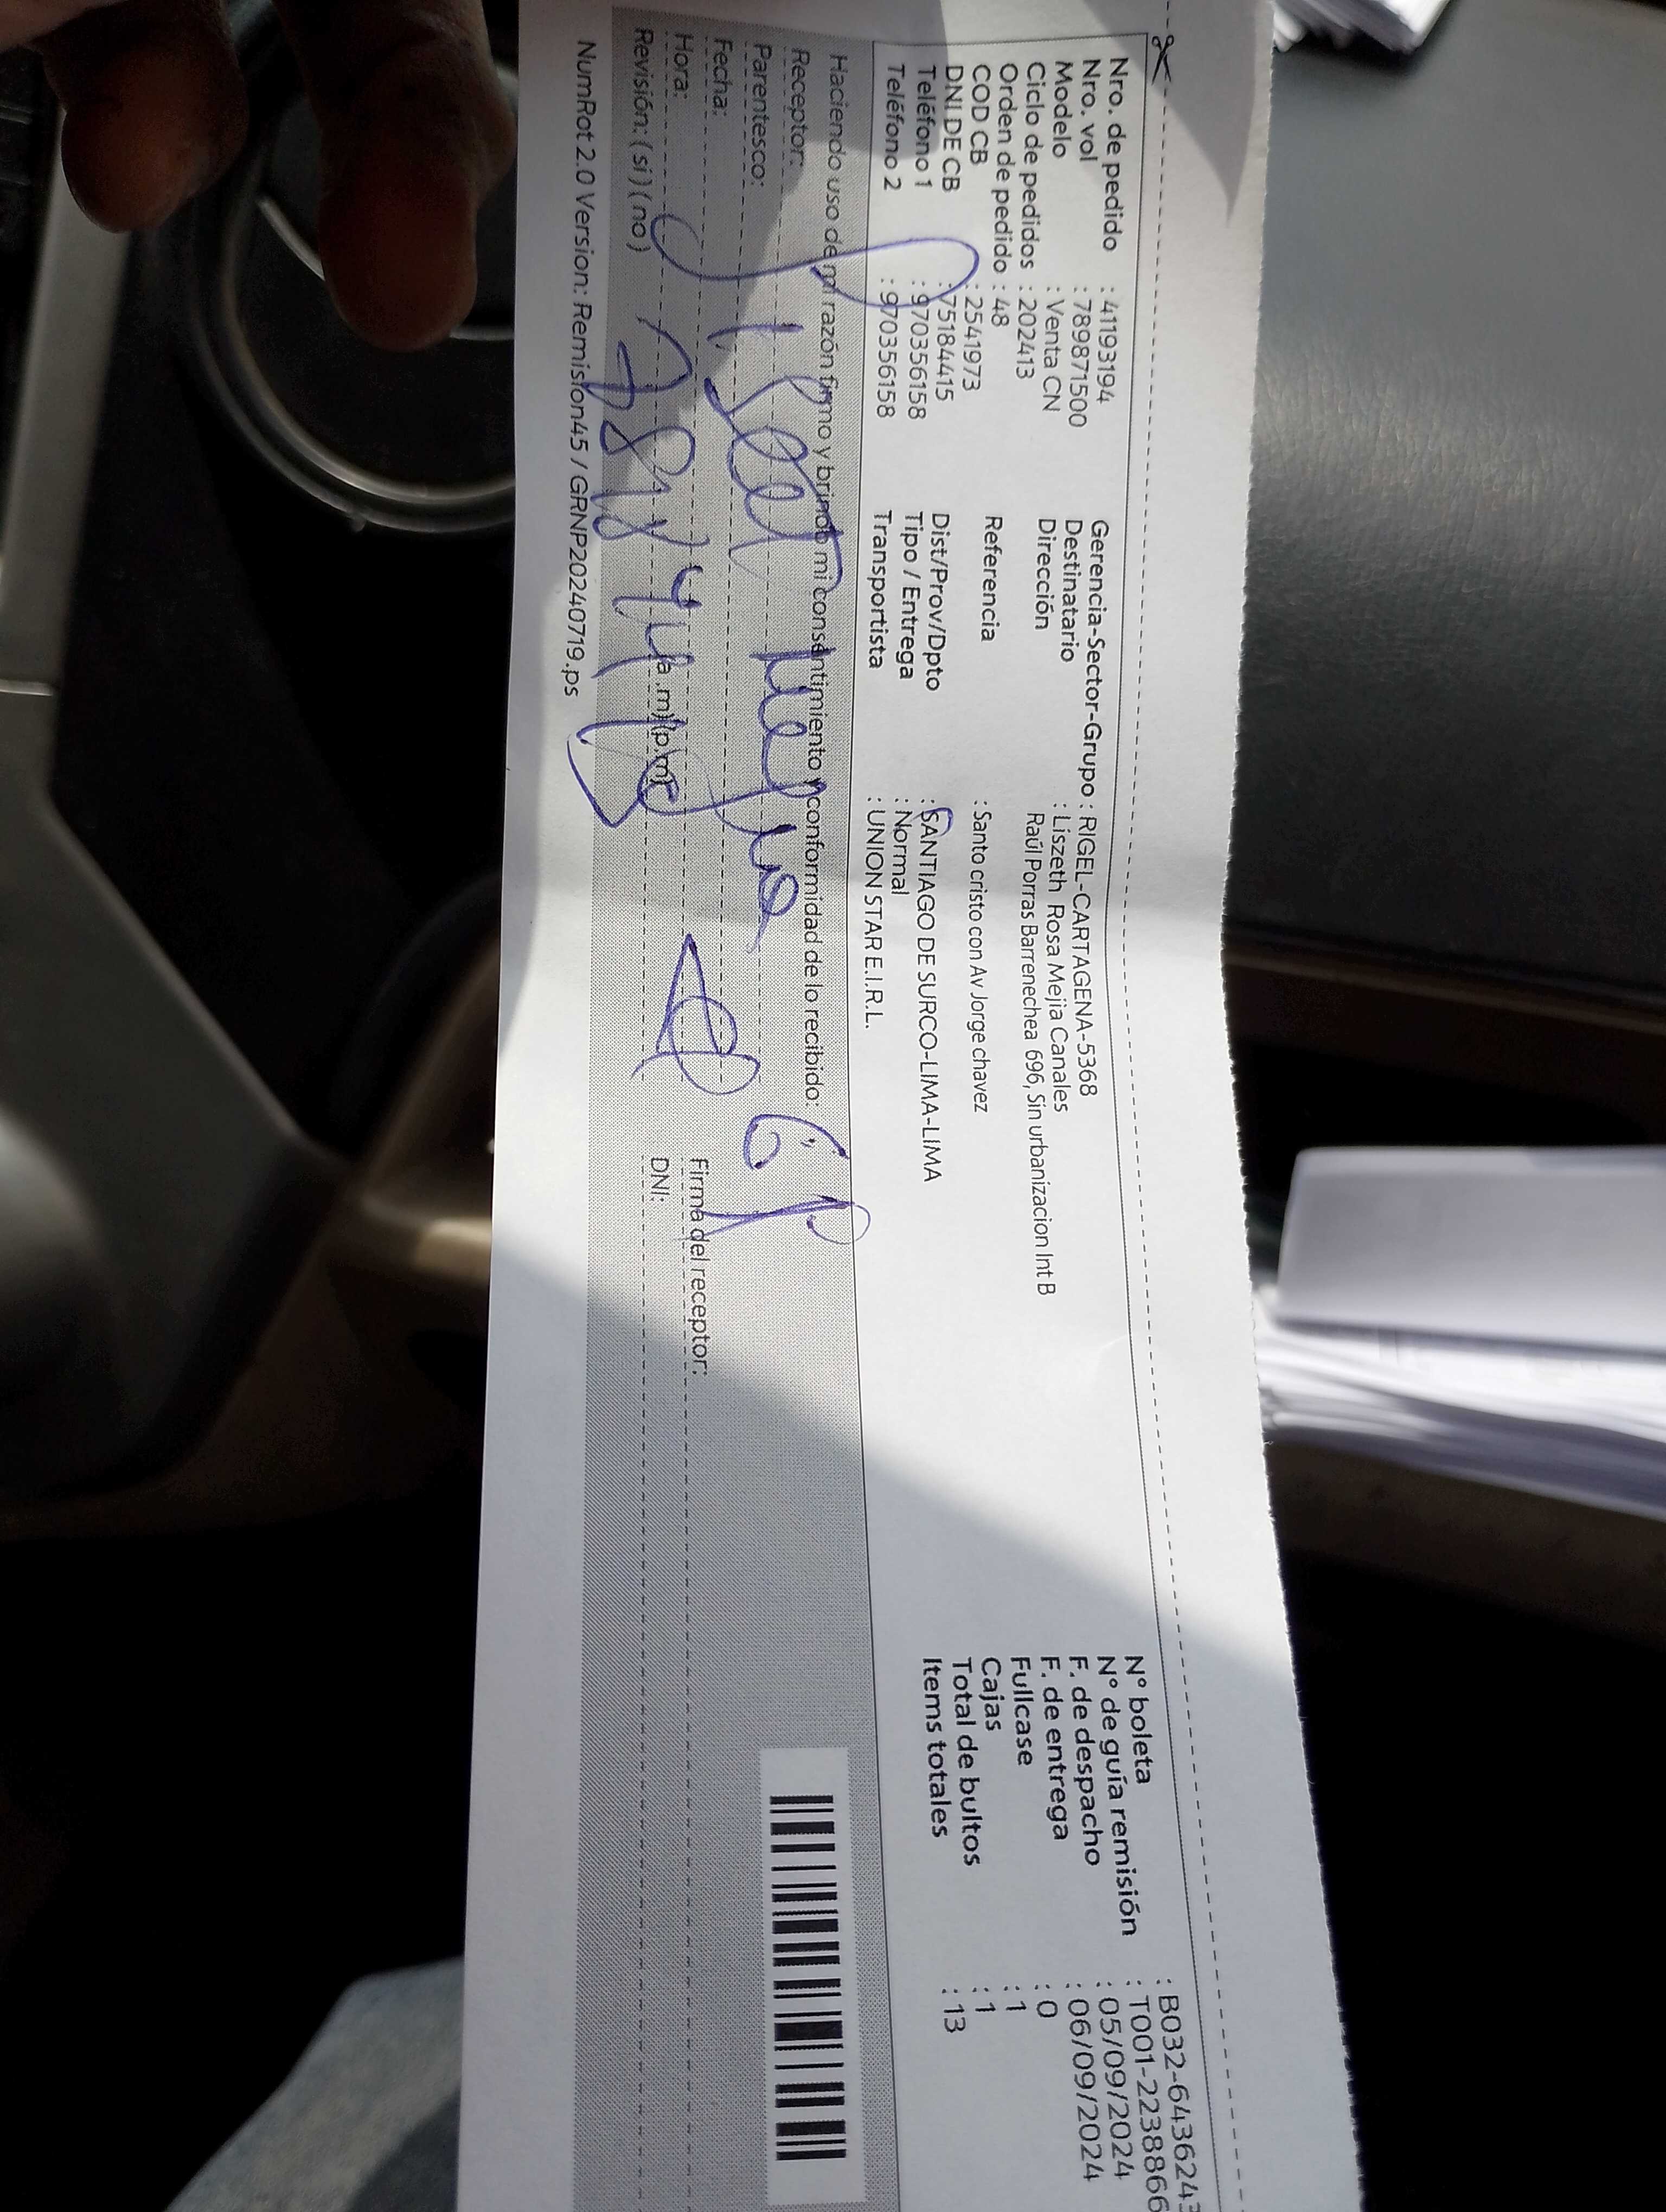 Nro. de pedido : 41193194
Nro. vol : 789871500
Modelo : Venta CN
Ciclo de pedidos : 202413
Orden de pedido : 48
COD CB : 2541973
DNI DE CB : 75184415
Teléfono 1 : 970356158
Teléfono 2 : 970356158
Gerencia-Sector-Grupo : RIGEL-CARTAGENA-5368
Destinatario : Liszeth Rosa Mejia Canales
Dirección Raúl Porras Barrenechea 696, Sin urbanizacion Int B
Referencia : Santo cristo con Av Jorge chavez
Dist/Prov/Dpto : SANTIAGO DE SURCO-LIMA-LIMA
Tipo / Entrega : Normal
Transportista : UNION STAR E.I.R.L.
N° boleta : B032-6436243
N° de guía remisión : T001-2238866
F. de despacho : 05/09/2024
F. de entrega : 06/09/2024
Fullcase : 0
Cajas : 1
Total de bultos : 1
Items totales : 13
Haciendo uso de mi razón firmo y brindo mi consentimiento y conformidad de lo recibido:
Receptor:
Parentesco:
Fecha:
Hora: (a.m) (p.m)
Revisión: ( si ) ( no )
Firma del receptor:
DNI:
NumRot 2.0 Version: Remision45 / GRNP20240719.ps